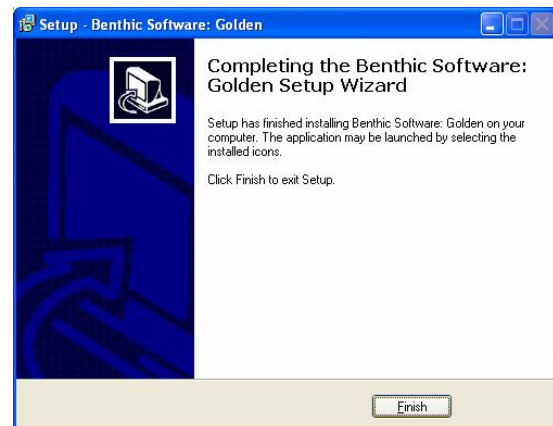 Setup - Benthic Software: Golden
Completing the Benthic Software:
Golden Setup Wizard
Setup has finished installing Benthic Software: Golden on your
computer. The application may be launched by selecting the
installed icons.
Click Finish to exit Setup.
Finish